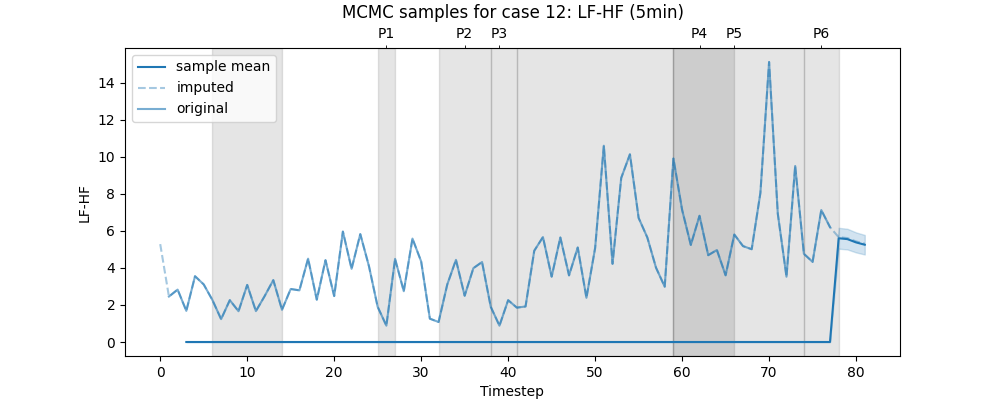 MCMC samples for case 12: LF-HF (5min)
P1 P2 P3 P4 P5 P6
sample mean
imputed
original
LF-HF
14
12
10
8
6
4
2
0
0 10 20 30 40 50 60 70 80
Timestep